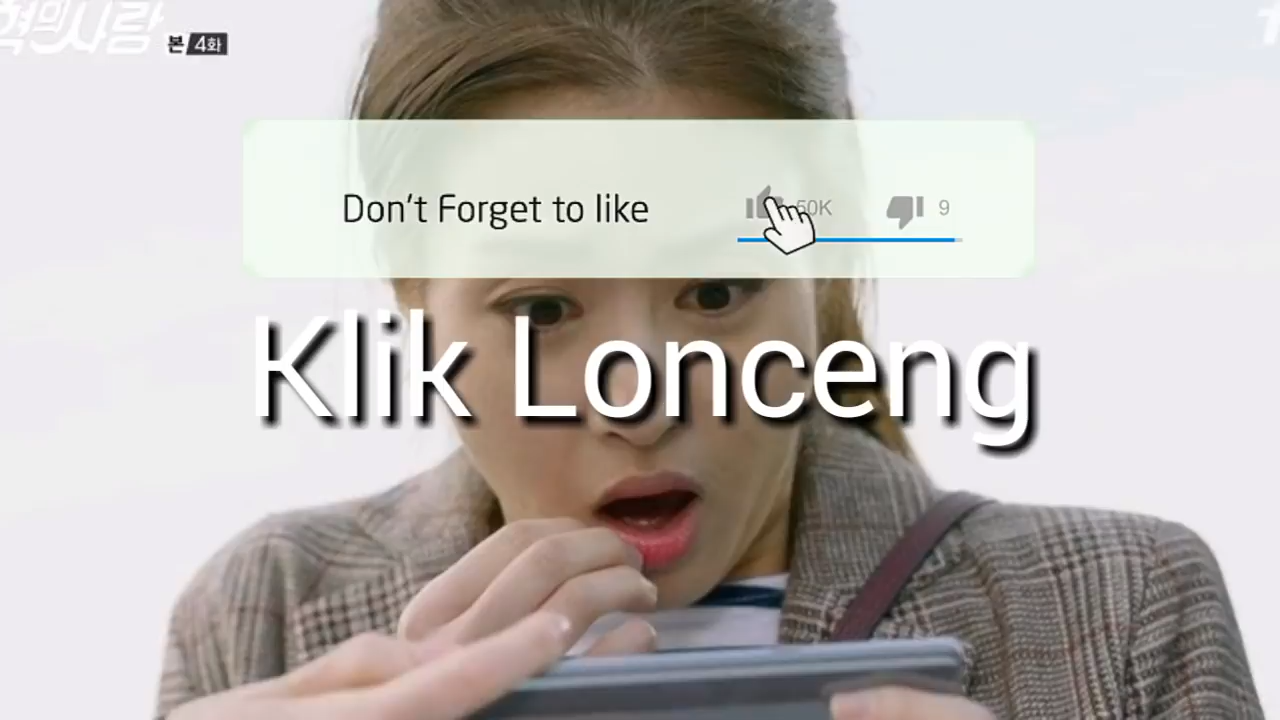 혁의사랑 본 4화
Don't Forget to like
50K
9
Klik Lonceng